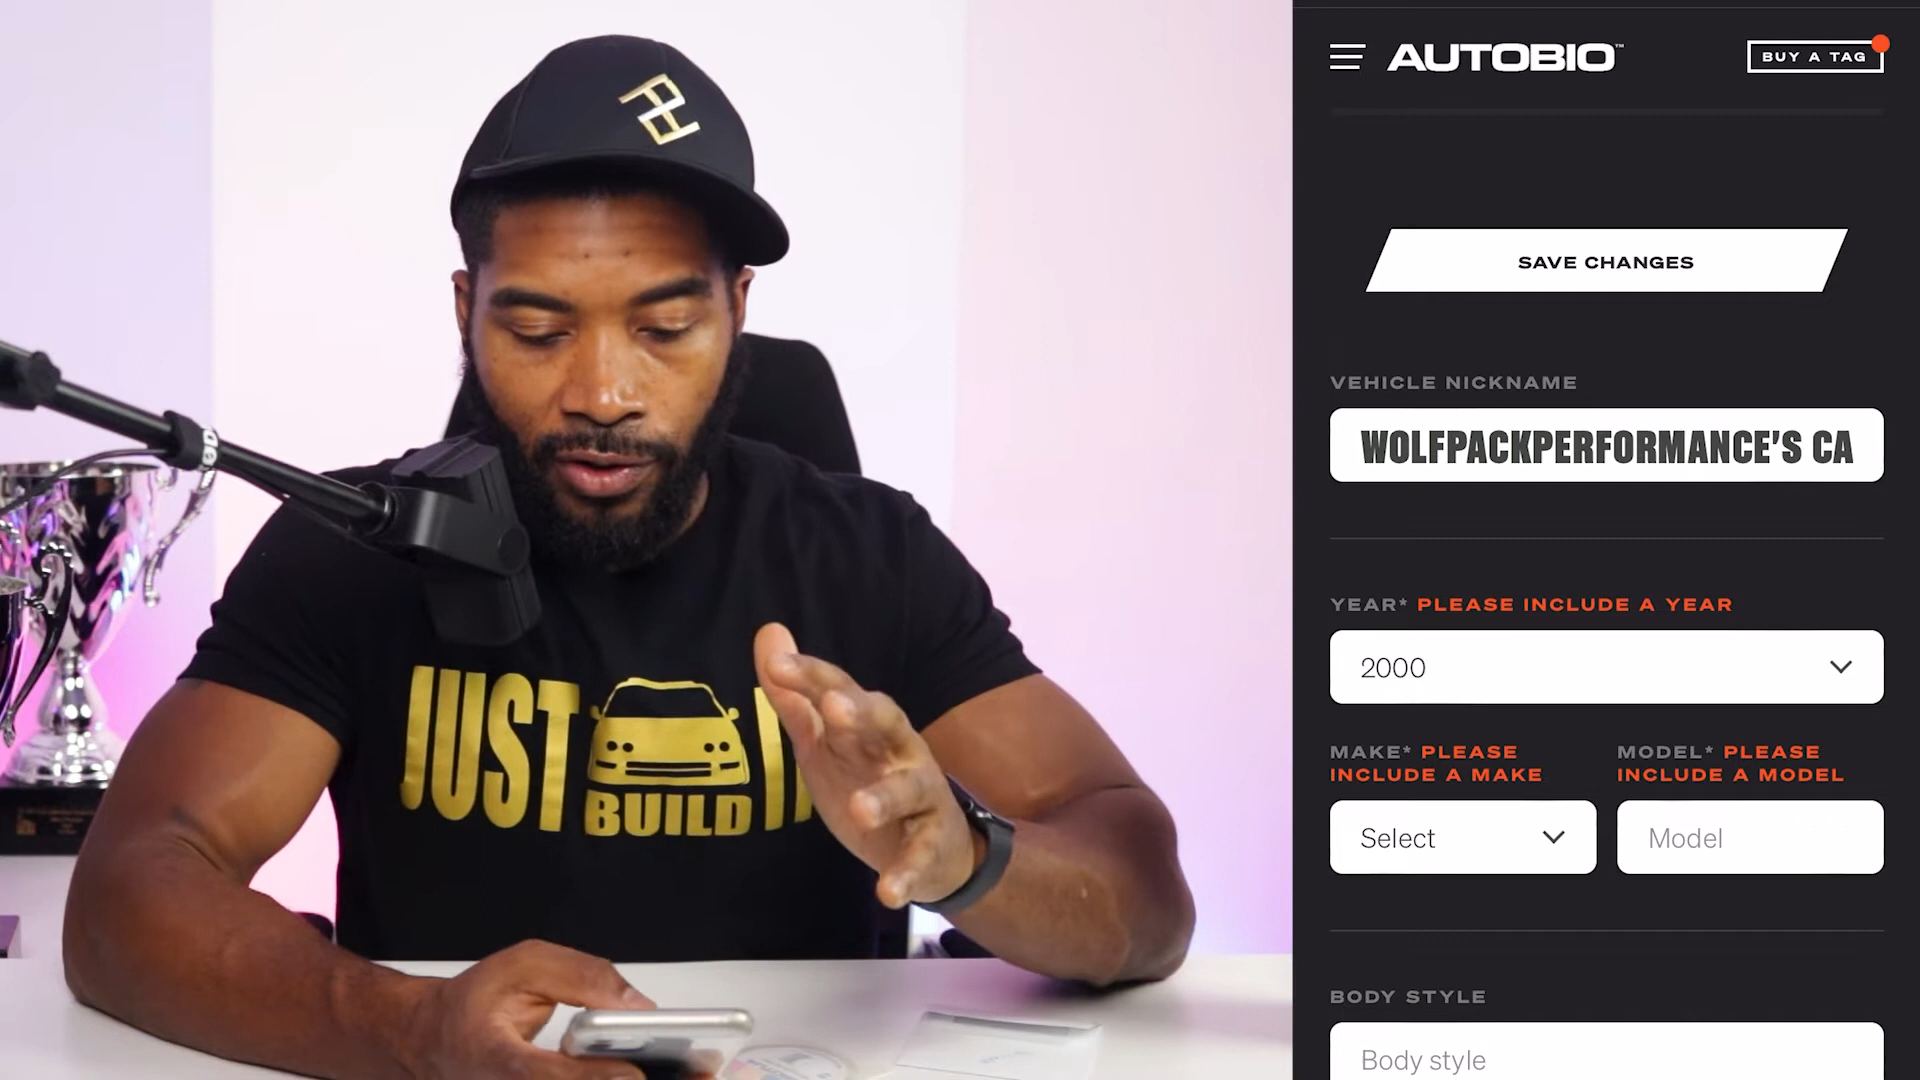 AUTOBIO™
BUY A TAG
SAVE CHANGES
VEHICLE NICKNAME
WOLFPACKPERFORMANCE'S CA
YEAR* PLEASE INCLUDE A YEAR
2000
MAKE* PLEASE INCLUDE A MAKE
Select
MODEL* PLEASE INCLUDE A MODEL
Model
BODY STYLE
Body style
JUST
BUILD